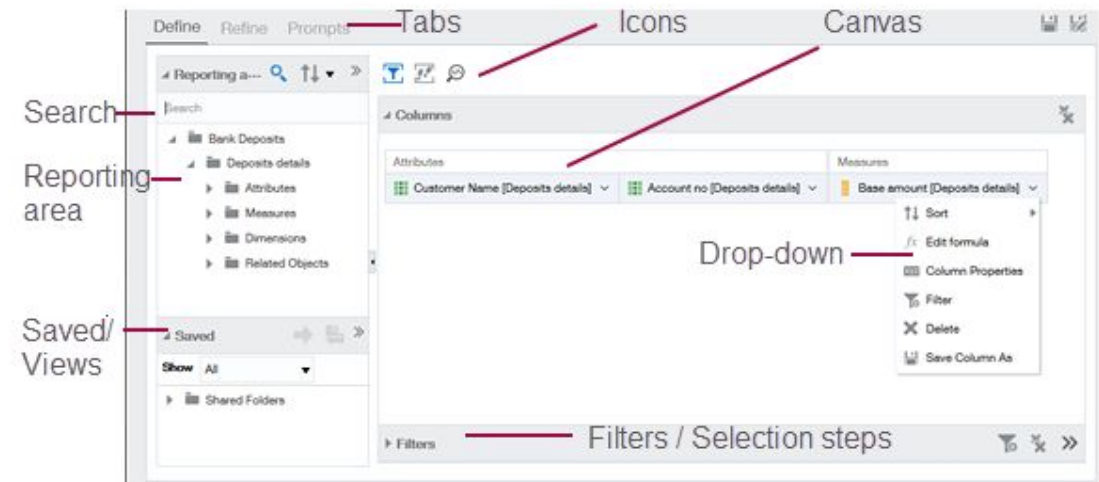 Define Refine Prompts Tabs Icons Canvas
Reporting a---
Search Search
Columns
Bank Deposits
Deposits details
Attributes Measures
Reporting area
Attributes
Customer Name [Deposits details] Account no [Deposits details] Base amount [Deposits details]
Measures
Sort
Dimensions
Drop-down
fx Edit formula
Related Objects
Column Properties
Filter
Saved/ Views
Saved
Delete
Show All
Save Column As
Shared Folders
Filters
Filters / Selection steps